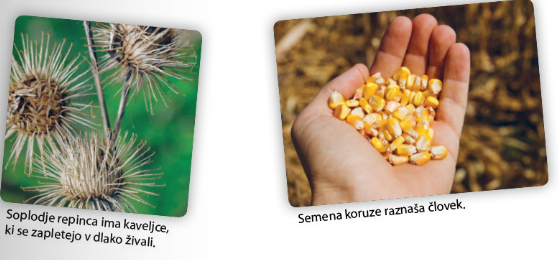 Soplodje repinca ima kaveljce,
ki se zapletejo v dlako živali.
Semena koruze raznaša človek.